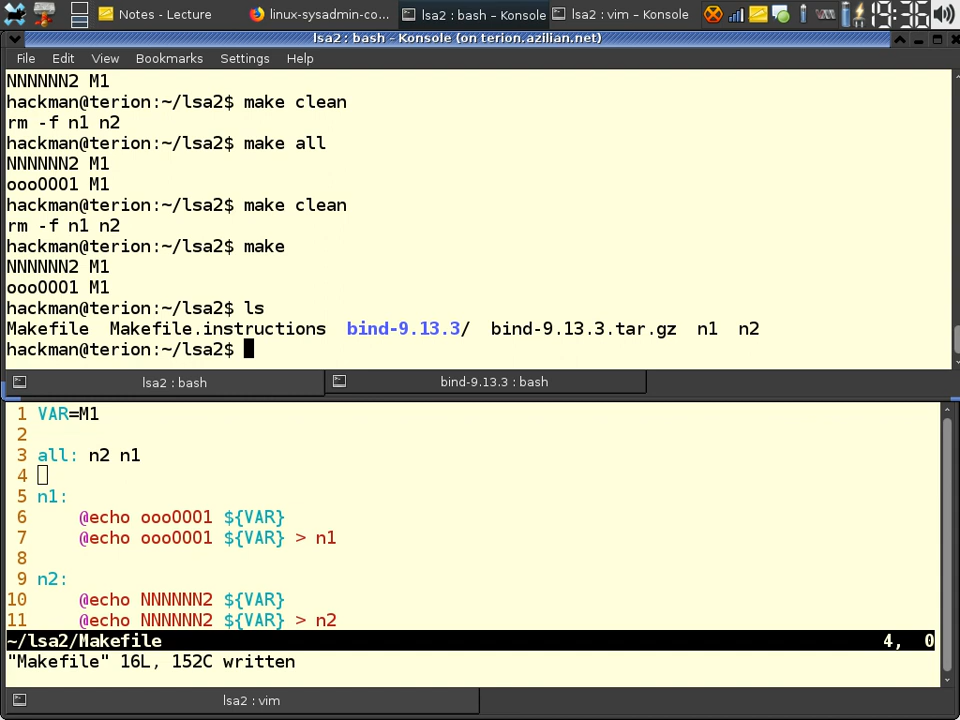 Notes - Lecture
linux-sysadmin-co...
lsa2 : bash – Konsole
lsa2 : vim – Konsole
19:36
lsa2 : bash – Konsole (on terion.azilian.net)
File Edit View Bookmarks Settings Help
NNNNNN2 M1
hackman@terion:~/lsa2$ make clean
rm -f n1 n2
hackman@terion:~/lsa2$ make all
NNNNNN2 M1
ooo0001 M1
hackman@terion:~/lsa2$ make clean
rm -f n1 n2
hackman@terion:~/lsa2$ make
NNNNNN2 M1
ooo0001 M1
hackman@terion:~/lsa2$ ls
Makefile Makefile.instructions bind-9.13.3/ bind-9.13.3.tar.gz n1 n2
hackman@terion:~/lsa2$
lsa2 : bash
bind-9.13.3 : bash
1 VAR=M1
2
3 all: n2 n1
4
5 n1:
6 @echo ooo0001 ${VAR}
7 @echo ooo0001 ${VAR} > n1
8
9 n2:
10 @echo NNNNNN2 ${VAR}
11 @echo NNNNNN2 ${VAR} > n2
~/lsa2/Makefile 4, 0
"Makefile" 16L, 152C written
lsa2 : vim